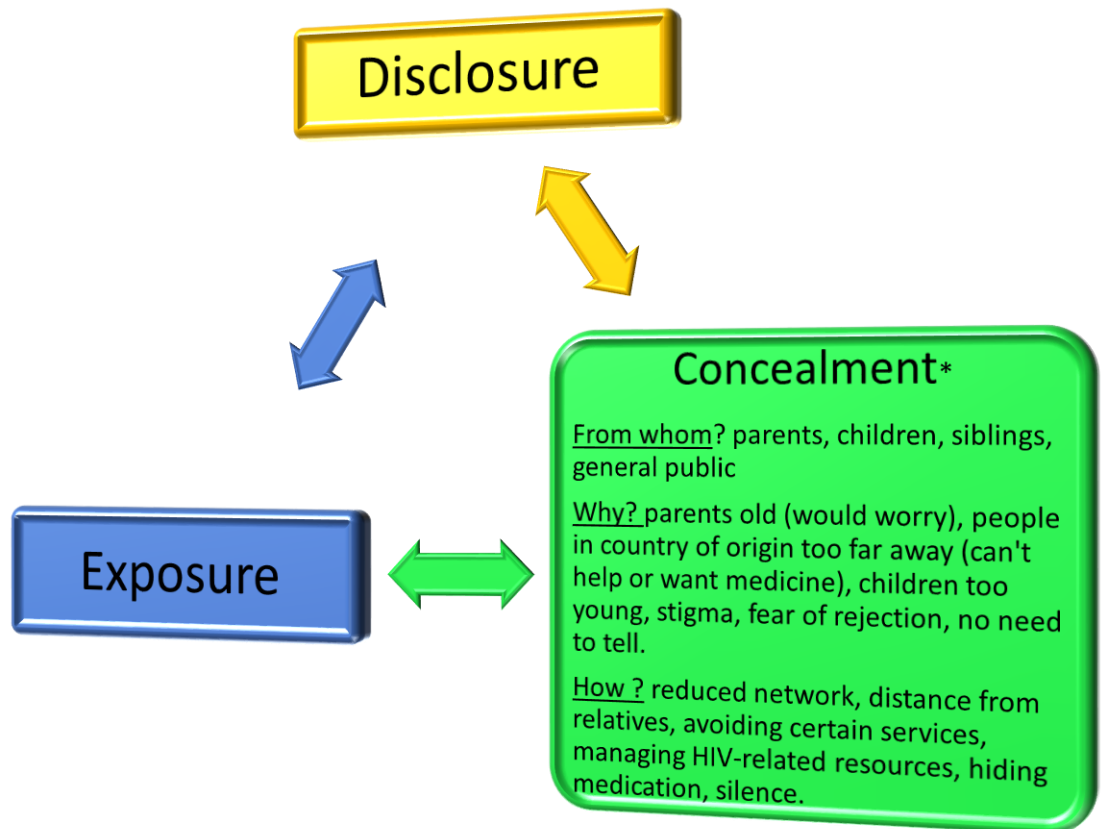 Disclosure
Concealment*
From whom? parents, children, siblings,
general public
Why? parents old (would worry), people
in country of origin too far away (can't
help or want medicine), children too
young, stigma, fear of rejection, no need
to tell.
How ? reduced network, distance from
relatives, avoiding certain services,
managing HIV-related resources, hiding
medication, silence.
Exposure